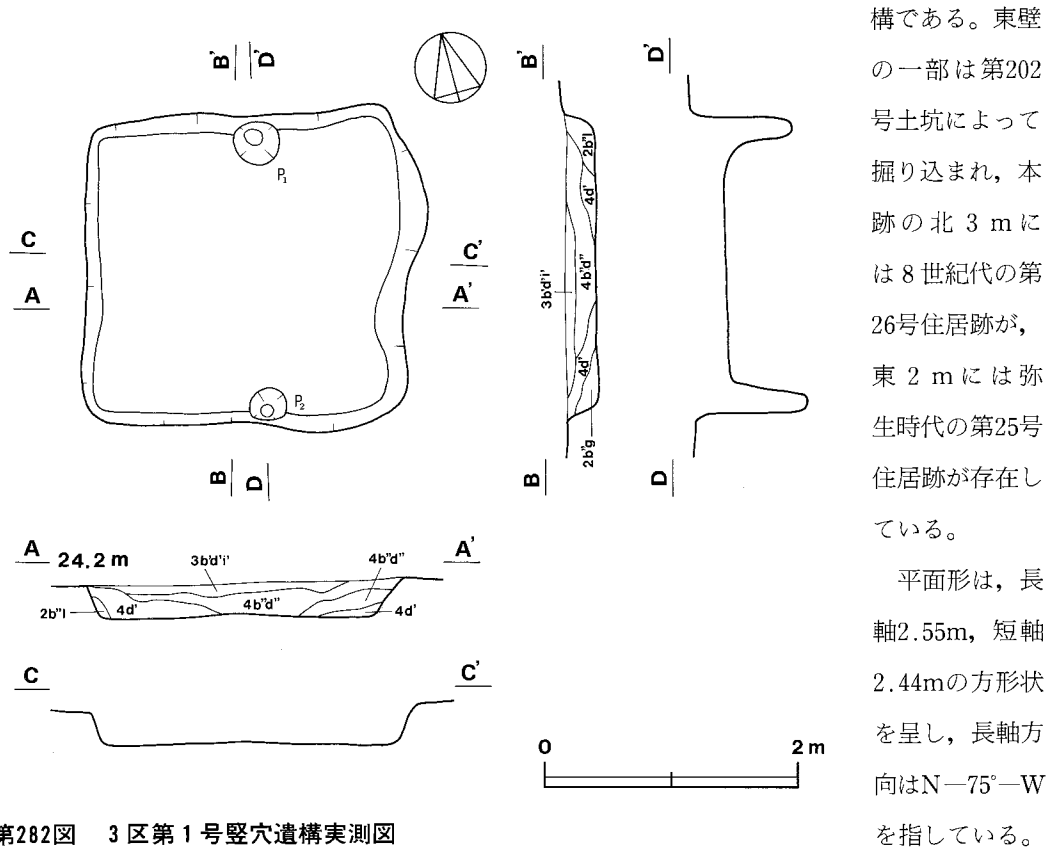 B' D'
P₁
C C'
A A'
P₂
B D
B'
2b"l
4d'
3b'd'i'
4b"d"
4d'
2b"g
B
D'
D
A 24.2m A'
3b'd'i'
4b"d"
2b"l
4d'
4b"d"
4d'
C C'
0 2m
第282図 3区第1号竪穴遺構実測図
構である。東壁
の一部は第202
号土坑によって
掘り込まれ，本
跡の北3mに
は8世紀代の第
26号住居跡が，
東2mには弥
生時代の第25号
住居跡が存在し
ている。
平面形は，長
軸2.55m，短軸
2.44mの方形状
を呈し，長軸方
向はN―75°―W
を指している。